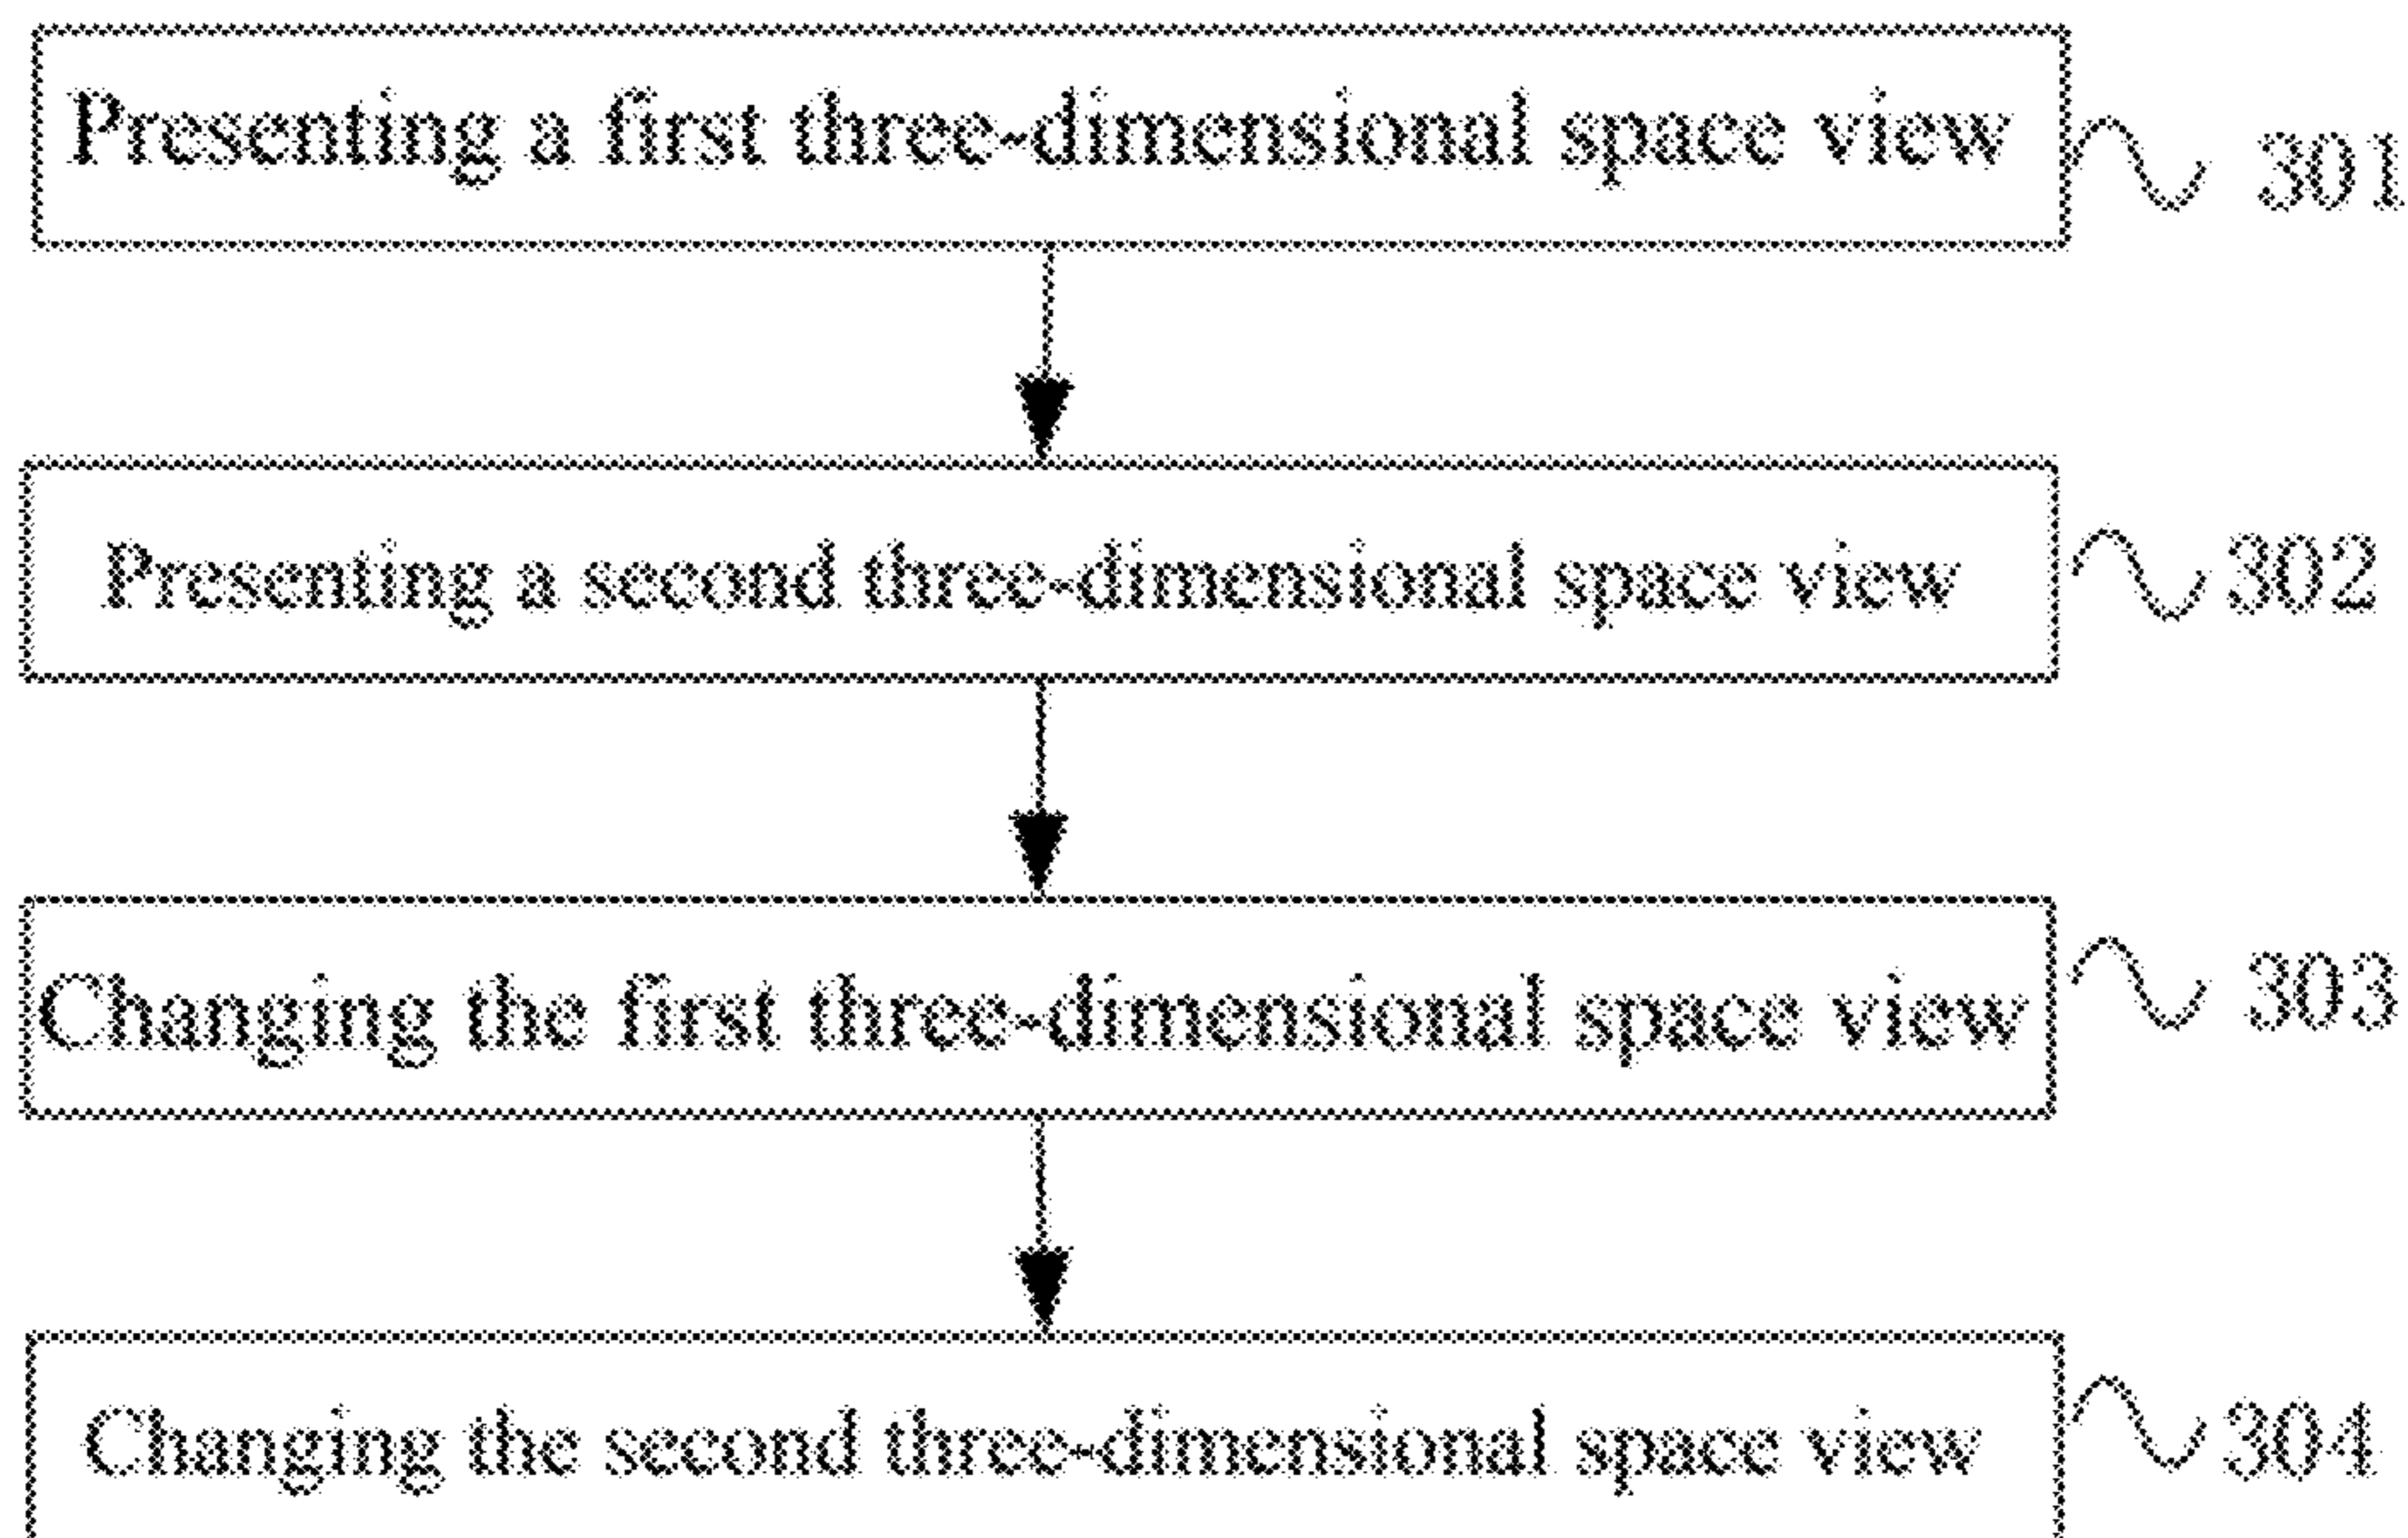 Presenting a first three-dimensional space view 301
Presenting a second three-dimensional space view 302
Changing the first three-dimensional space view 303
Changing the second three-dimensional space view 304